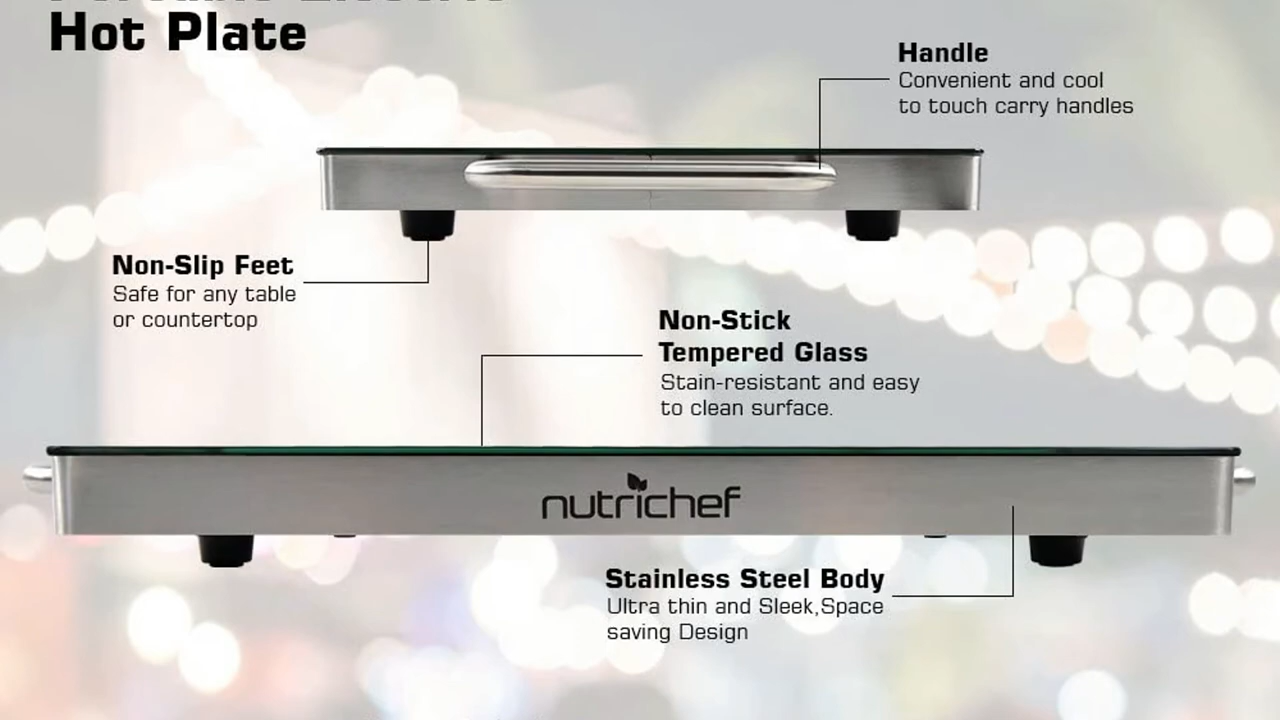 Hot Plate
Handle
Convenient and cool
to touch carry handles
Non-Slip Feet
Safe for any table
or countertop
Non-Stick
Tempered Glass
Stain-resistant and easy
to clean surface.
nutrichef
Stainless Steel Body
Ultra thin and Sleek,Space
saving Design